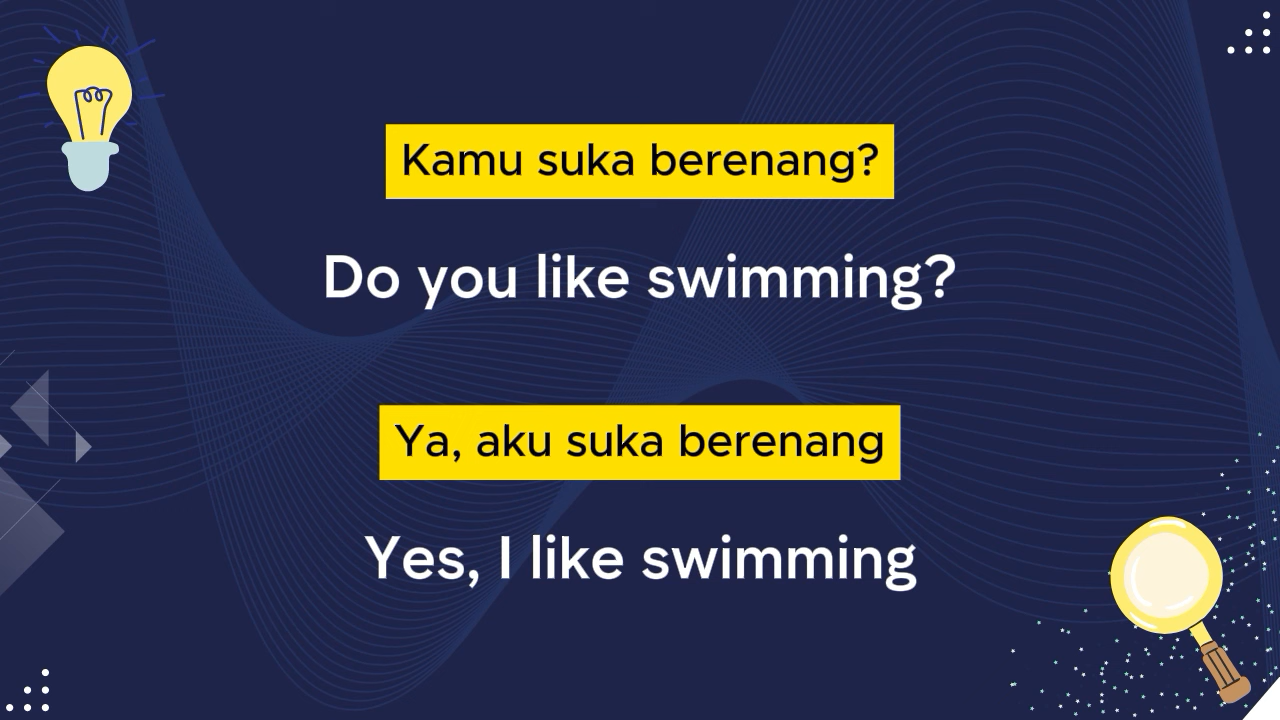 Kamu suka berenang?
Do you like swimming?
Ya, aku suka berenang
Yes, I like swimming